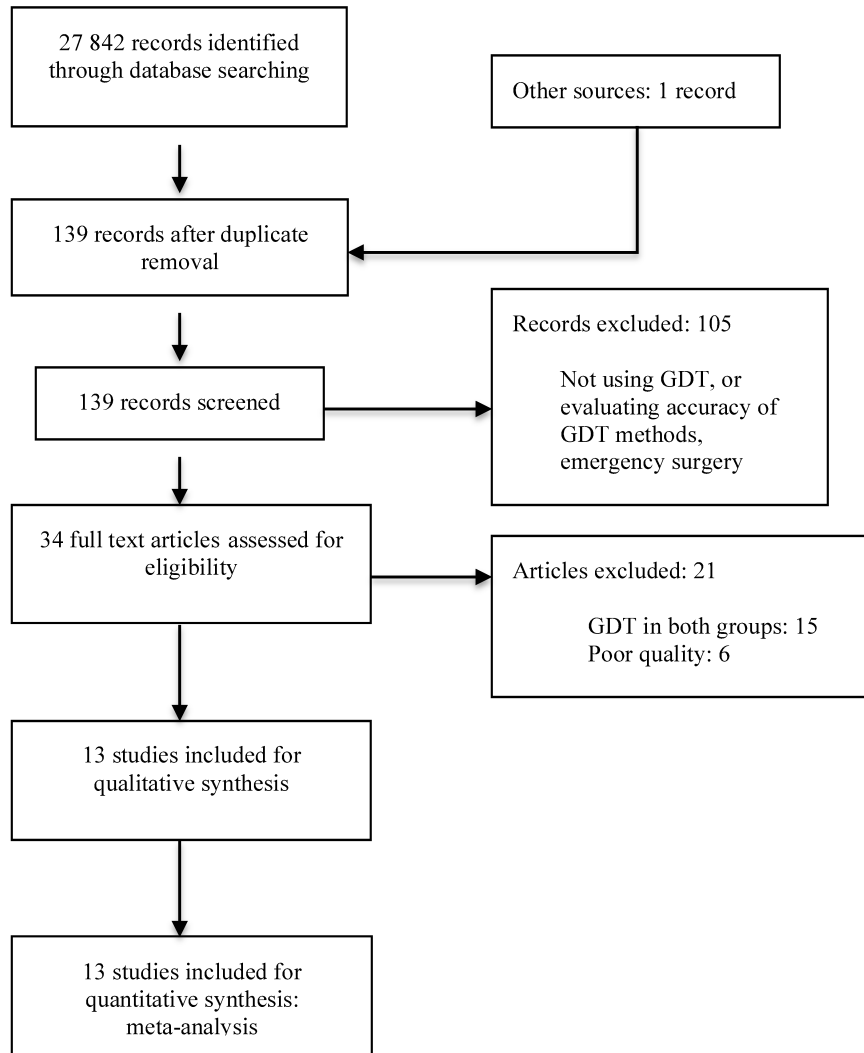 27 842 records identified
through database searching
Other sources: 1 record
139 records after duplicate
removal
Records excluded: 105
Not using GDT, or
evaluating accuracy of
GDT methods,
emergency surgery
139 records screened
34 full text articles assessed for
eligibility
Articles excluded: 21
GDT in both groups: 15
Poor quality: 6
13 studies included for
qualitative synthesis
13 studies included for
quantitative synthesis:
meta-analysis